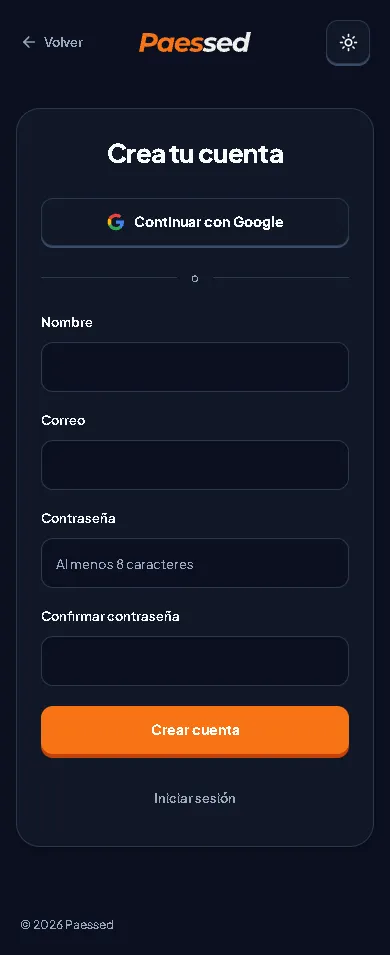 Volver
Paessed
Crea tu cuenta
Continuar con Google
o
Nombre
Correo
Contraseña
Al menos 8 caracteres
Confirmar contraseña
Crear cuenta
Iniciar sesión
© 2026 Paessed